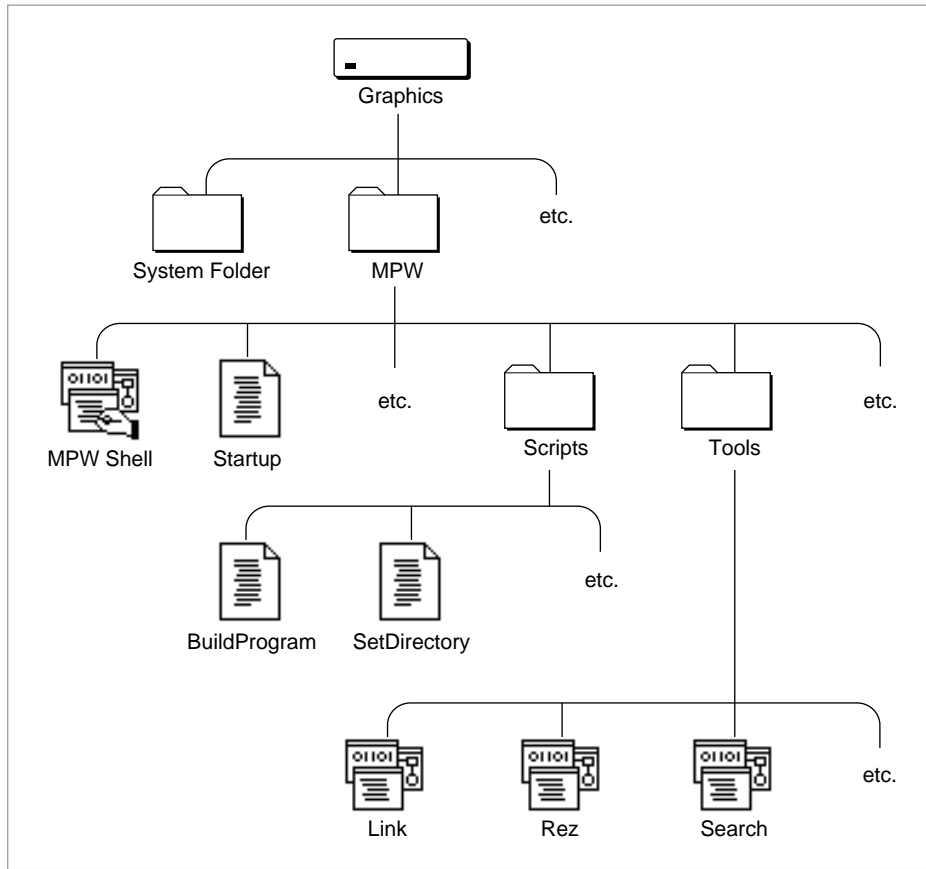 Graphics
etc.
System Folder
MPW
etc.
etc.
MPW Shell
Startup
Scripts
Tools
etc.
BuildProgram
SetDirectory
etc.
Link
Rez
Search